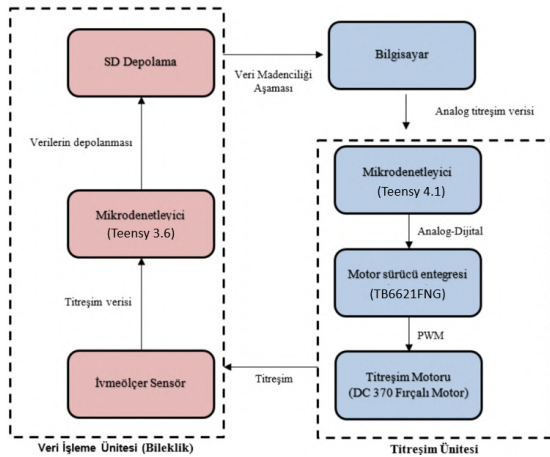 SD Depolama
Veri Madenciliği
Aşaması
Bilgisayar
Analog titreşim verisi
Verilerin depolanması
Mikrodenetleyici
(Teensy 3.6)
Titreşim verisi
İvmeölçer Sensör
Veri İşleme Ünitesi (Bileklik)
Mikrodenetleyici
(Teensy 4.1)
Analog-Dijital
Motor sürücü entegresi
(TB6621FNG)
PWM
Titreşim Motoru
(DC 370 Fırçalı Motor)
Titreşim
Titreşim Ünitesi